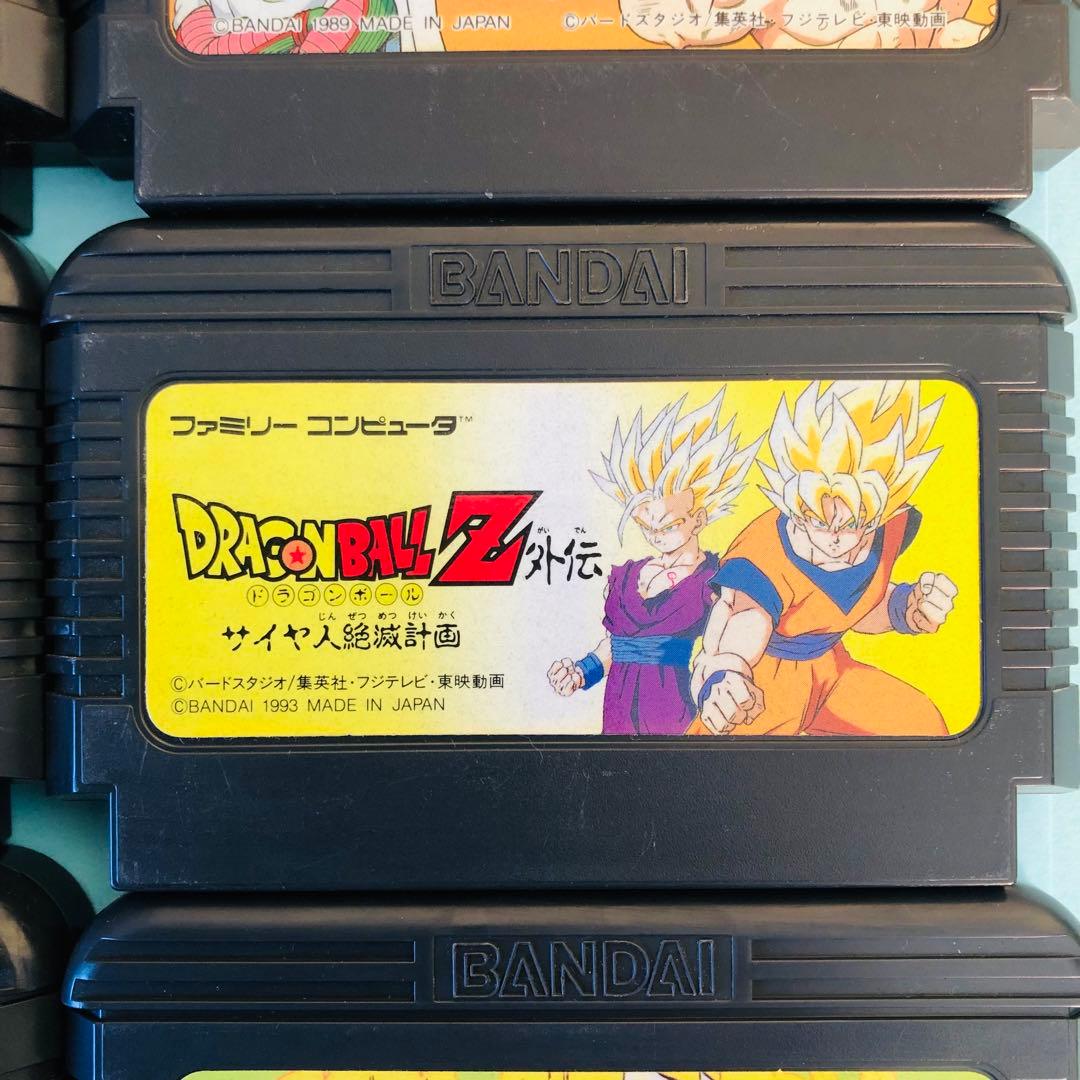 ©BANDAI 1989 MADE IN JAPAN ©バードスタジオ/集英社・フジテレビ・東映動画
BANDAI
ファミリー コンピュータ™
DRAGON BALL Z 外伝
がい でん
ドラゴンボール
じん ぜつ めつ けい かく
サイヤ人絶滅計画
©バードスタジオ/集英社・フジテレビ・東映動画
©BANDAI 1993 MADE IN JAPAN
BANDAI